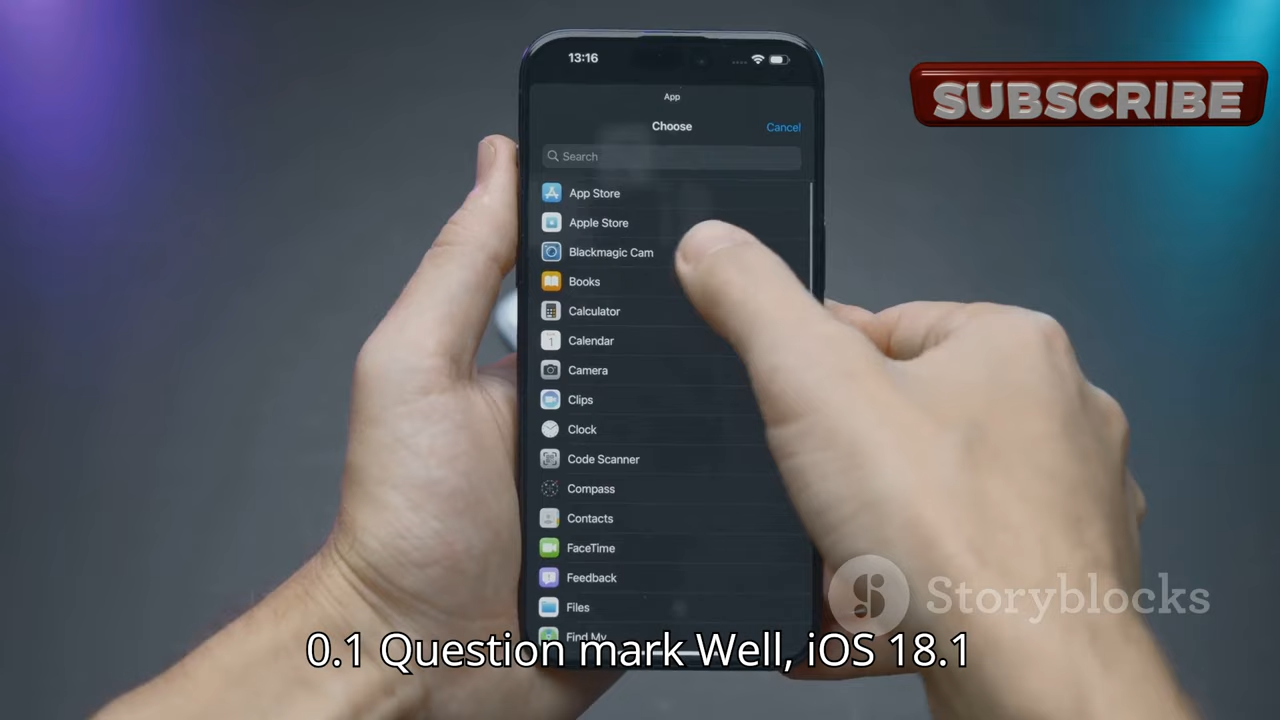 13:16
SUBSCRIBE
App
Choose
Cancel
Search
App Store
Apple Store
Blackmagic Cam
Books
Calculator
Calendar
1
Camera
Clips
Clock
Code Scanner
Compass
Contacts
FaceTime
Feedback
Files
Find My
Storyblocks
0.1 Question mark Well, iOS 18.1